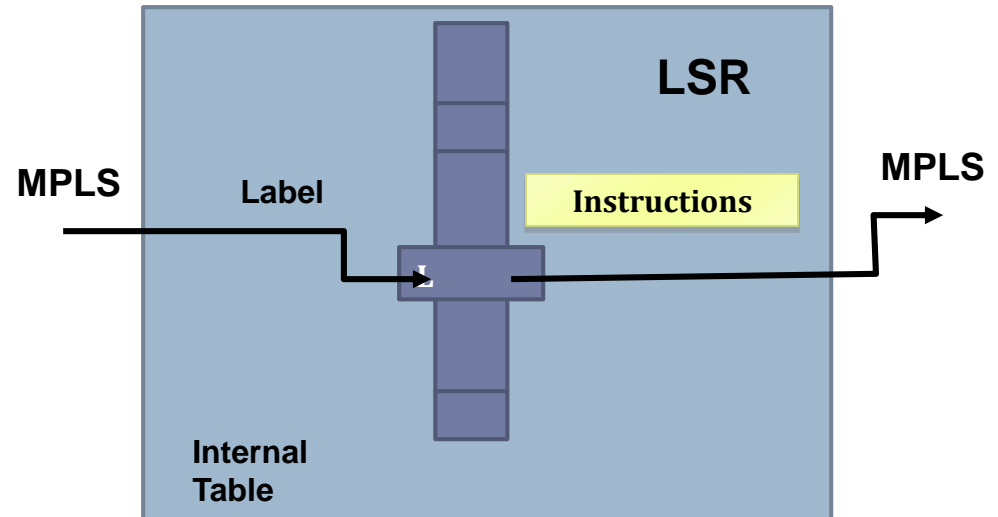 LSR
MPLS
MPLS
Label
Instructions
L
Internal
Table